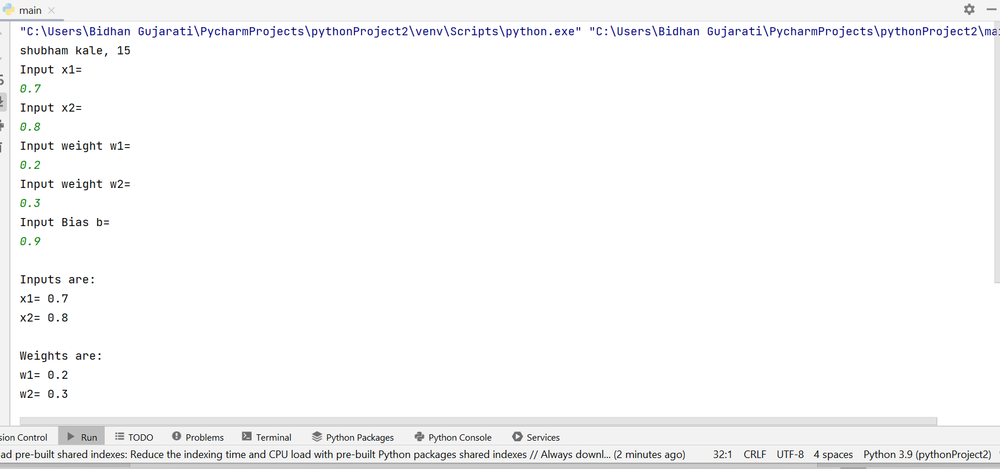 main
"C:\Users\Bidhan Gujarati\PycharmProjects\pythonProject2\venv\Scripts\python.exe" "C:\Users\Bidhan Gujarati\PycharmProjects\pythonProject2\mai
shubham kale, 15
Input x1=
0.7
Input x2=
0.8
Input weight w1=
0.2
Input weight w2=
0.3
Input Bias b=
0.9
Inputs are:
x1= 0.7
x2= 0.8
Weights are:
w1= 0.2
w2= 0.3
sion Control Run TODO Problems Terminal Python Packages Python Console Services
ad pre-built shared indexes: Reduce the indexing time and CPU load with pre-built Python packages shared indexes // Always downl... (2 minutes ago) 32:1 CRLF UTF-8 4 spaces Python 3.9 (pythonProject2)